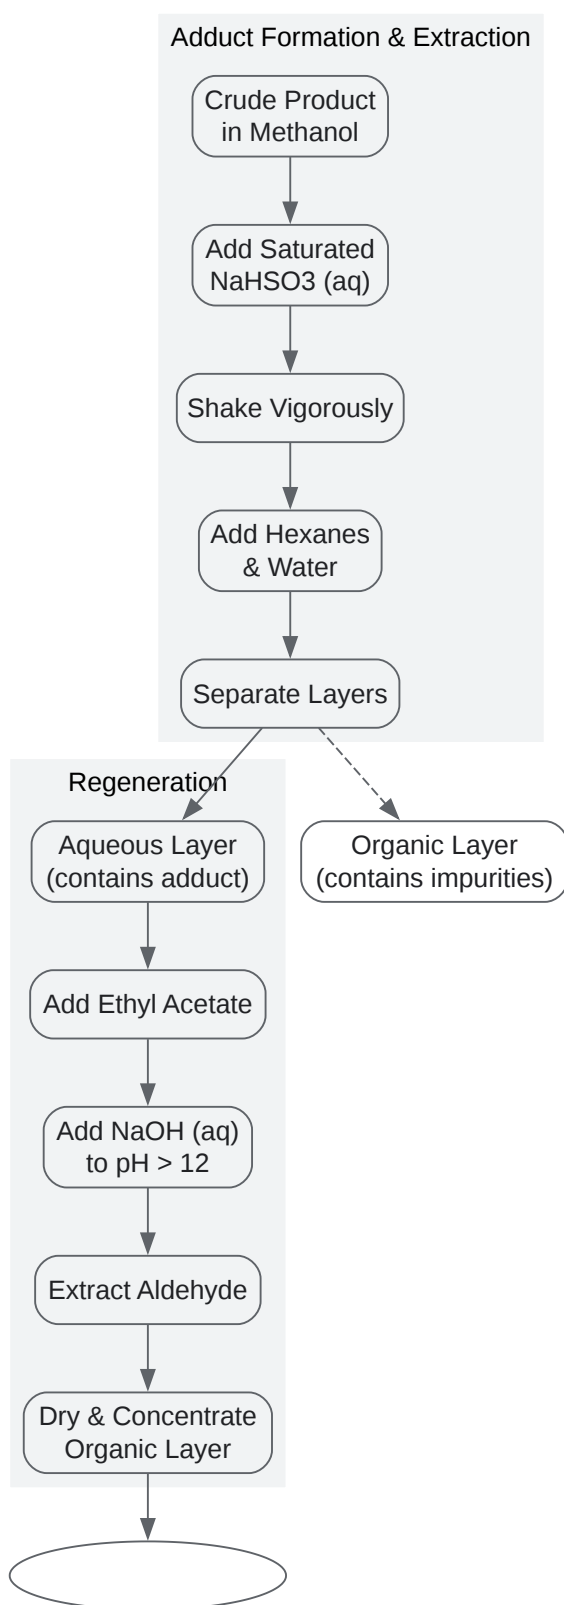 Adduct Formation & Extraction
Crude Product
in Methanol
Add Saturated
NaHSO3 (aq)
Shake Vigorously
Add Hexanes
& Water
Separate Layers
Regeneration
Aqueous Layer
(contains adduct)
Organic Layer
(contains impurities)
Add Ethyl Acetate
Add NaOH (aq)
to pH > 12
Extract Aldehyde
Dry & Concentrate
Organic Layer